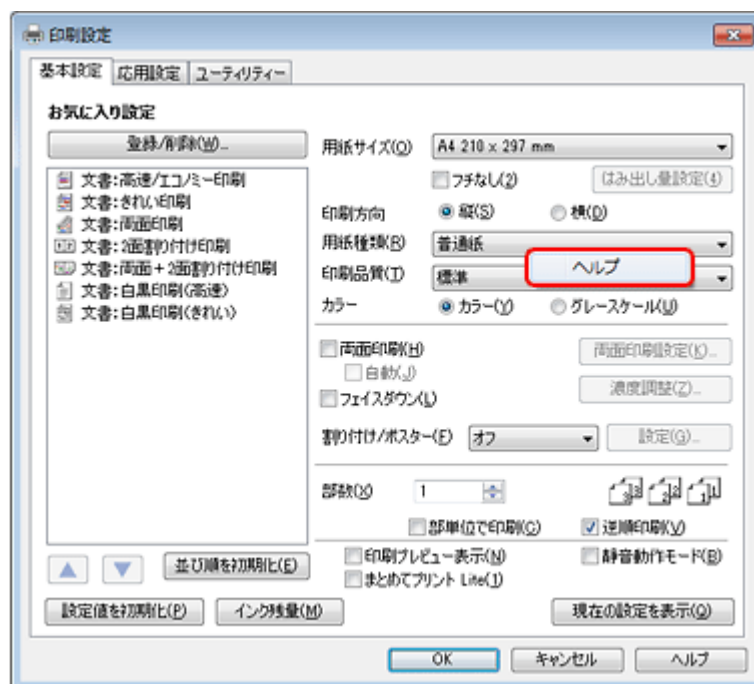 印刷設定
基本設定 応用設定 ユーティリティー
お気に入り設定
登録/削除(W)...
文書:高速/エコノミー印刷
文書:きれい印刷
文書:両面印刷
文書:2面割り付け印刷
文書:両面+2面割り付け印刷
文書:白黒印刷(高速)
文書:白黒印刷(きれい)
並び順を初期化(E)
用紙サイズ(O) A4 210 x 297 mm
フチなし(2) はみ出し量設定(4)
印刷方向 縦(S) 横(D)
用紙種類(R) 普通紙
ヘルプ
印刷品質(T) 標準
カラー カラー(Y) グレースケール(U)
両面印刷(H) 両面印刷設定(K)...
自動(J)
フェイスダウン(L) 濃度調整(Z)...
割り付け/ポスター(F) オフ 設定(G)...
部数(X) 1
3 3 2 2 1 1
部単位で印刷(C) 逆順印刷(V)
印刷プレビュー表示(N) 静音動作モード(B)
まとめてプリント Lite(1)
設定値を初期化(P) インク残量(M) 現在の設定を表示(Q)
OK キャンセル ヘルプ